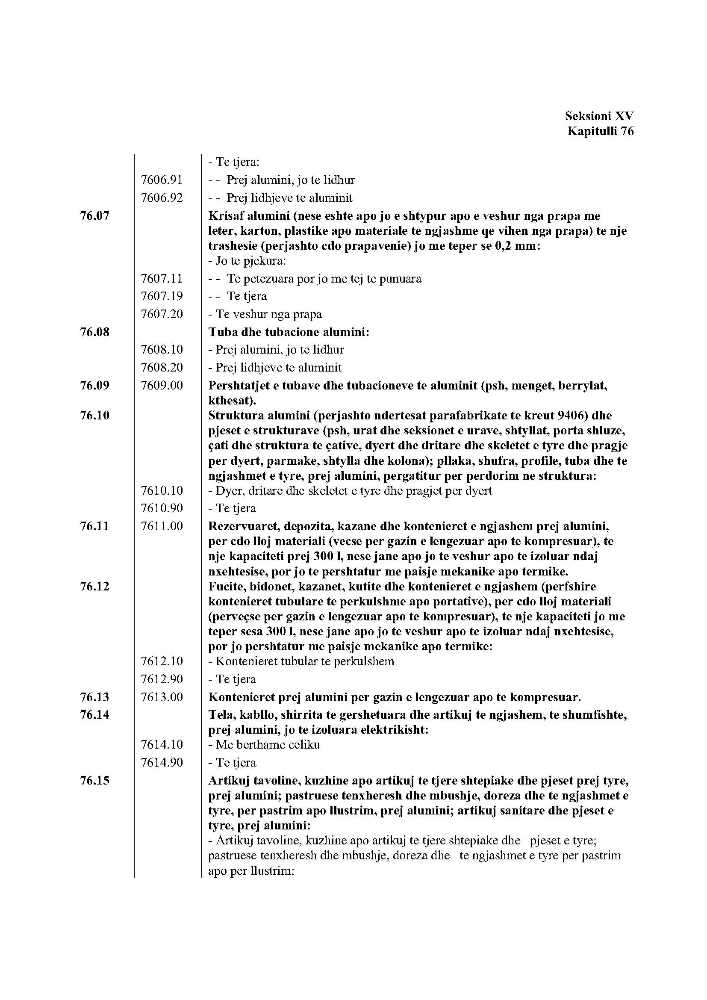 Seksioni XV
Kapitulli 76
- Te tjera:
7606.91 - - Prej alumini, jo te lidhur
7606.92 - - Prej lidhjeve te aluminit
76.07 Krisaf alumini (nese eshte apo jo e shtypur apo e veshur nga prapa me
leter, karton, plastike apo materiale te ngjashme qe vihen nga prapa) te nje
trashesie (perjashto cdo prapavenie) jo me teper se 0,2 mm:
- Jo te pjekura:
7607.11 - - Te petezuara por jo me tej te punuara
7607.19 - - Te tjera
7607.20 - Te veshur nga prapa
76.08 Tuba dhe tubacione alumini:
7608.10 - Prej alumini, jo te lidhur
7608.20 - Prej lidhjeve te aluminit
76.09 7609.00 Pershtatjet e tubave dhe tubacioneve te aluminit (psh, menget, berrylat,
kthesat).
76.10 Struktura alumini (perjashto ndertesat parafabrikate te kreut 9406) dhe
pjeset e strukturave (psh, urat dhe seksionet e urave, shtyllat, porta shluze,
çati dhe struktura te çative, dyert dhe dritare dhe skeletet e tyre dhe pragje
per dyert, parmake, shtylla dhe kolona); pllaka, shufra, profile, tuba dhe te
ngjashmet e tyre, prej alumini, pergatitur per perdorim ne struktura:
7610.10 - Dyer, dritare dhe skeletet e tyre dhe pragjet per dyert
7610.90 - Te tjera
76.11 7611.00 Rezervuaret, depozita, kazane dhe kontenieret e ngjashem prej alumini,
per cdo lloj materiali (vecse per gazin e lengezuar apo te kompresuar), te
nje kapaciteti prej 300 l, nese jane apo jo te veshur apo te izoluar ndaj
nxehtesise, por jo te pershtatur me paisje mekanike apo termike.
76.12 Fucite, bidonet, kazanet, kutite dhe kontenieret e ngjashem (perfshire
kontenieret tubulare te perkulshme apo portative), per cdo lloj materiali
(perveçse per gazin e lengezuar apo te kompresuar), te nje kapaciteti jo me
teper sesa 300 l, nese jane apo jo te veshur apo te izoluar ndaj nxehtesise,
por jo pershtatur me paisje mekanike apo termike:
7612.10 - Kontenieret tubular te perkulshem
7612.90 - Te tjera
76.13 7613.00 Kontenieret prej alumini per gazin e lengezuar apo te kompresuar.
76.14 Tela, kabllo, shirrita te gershetuara dhe artikuj te ngjashem, te shumfishte,
prej alumini, jo te izoluara elektrikisht:
7614.10 - Me berthame celiku
7614.90 - Te tjera
76.15 Artikuj tavoline, kuzhine apo artikuj te tjere shtepiake dhe pjeset prej tyre,
prej alumini; pastruese tenxheresh dhe mbushje, doreza dhe te ngjashmet e
tyre, per pastrim apo llustrim, prej alumini; artikuj sanitare dhe pjeset e
tyre, prej alumini:
- Artikuj tavoline, kuzhine apo artikuj te tjere shtepiake dhe pjeset e tyre;
pastruese tenxheresh dhe mbushje, doreza dhe te ngjashmet e tyre per pastrim
apo per llustrim: